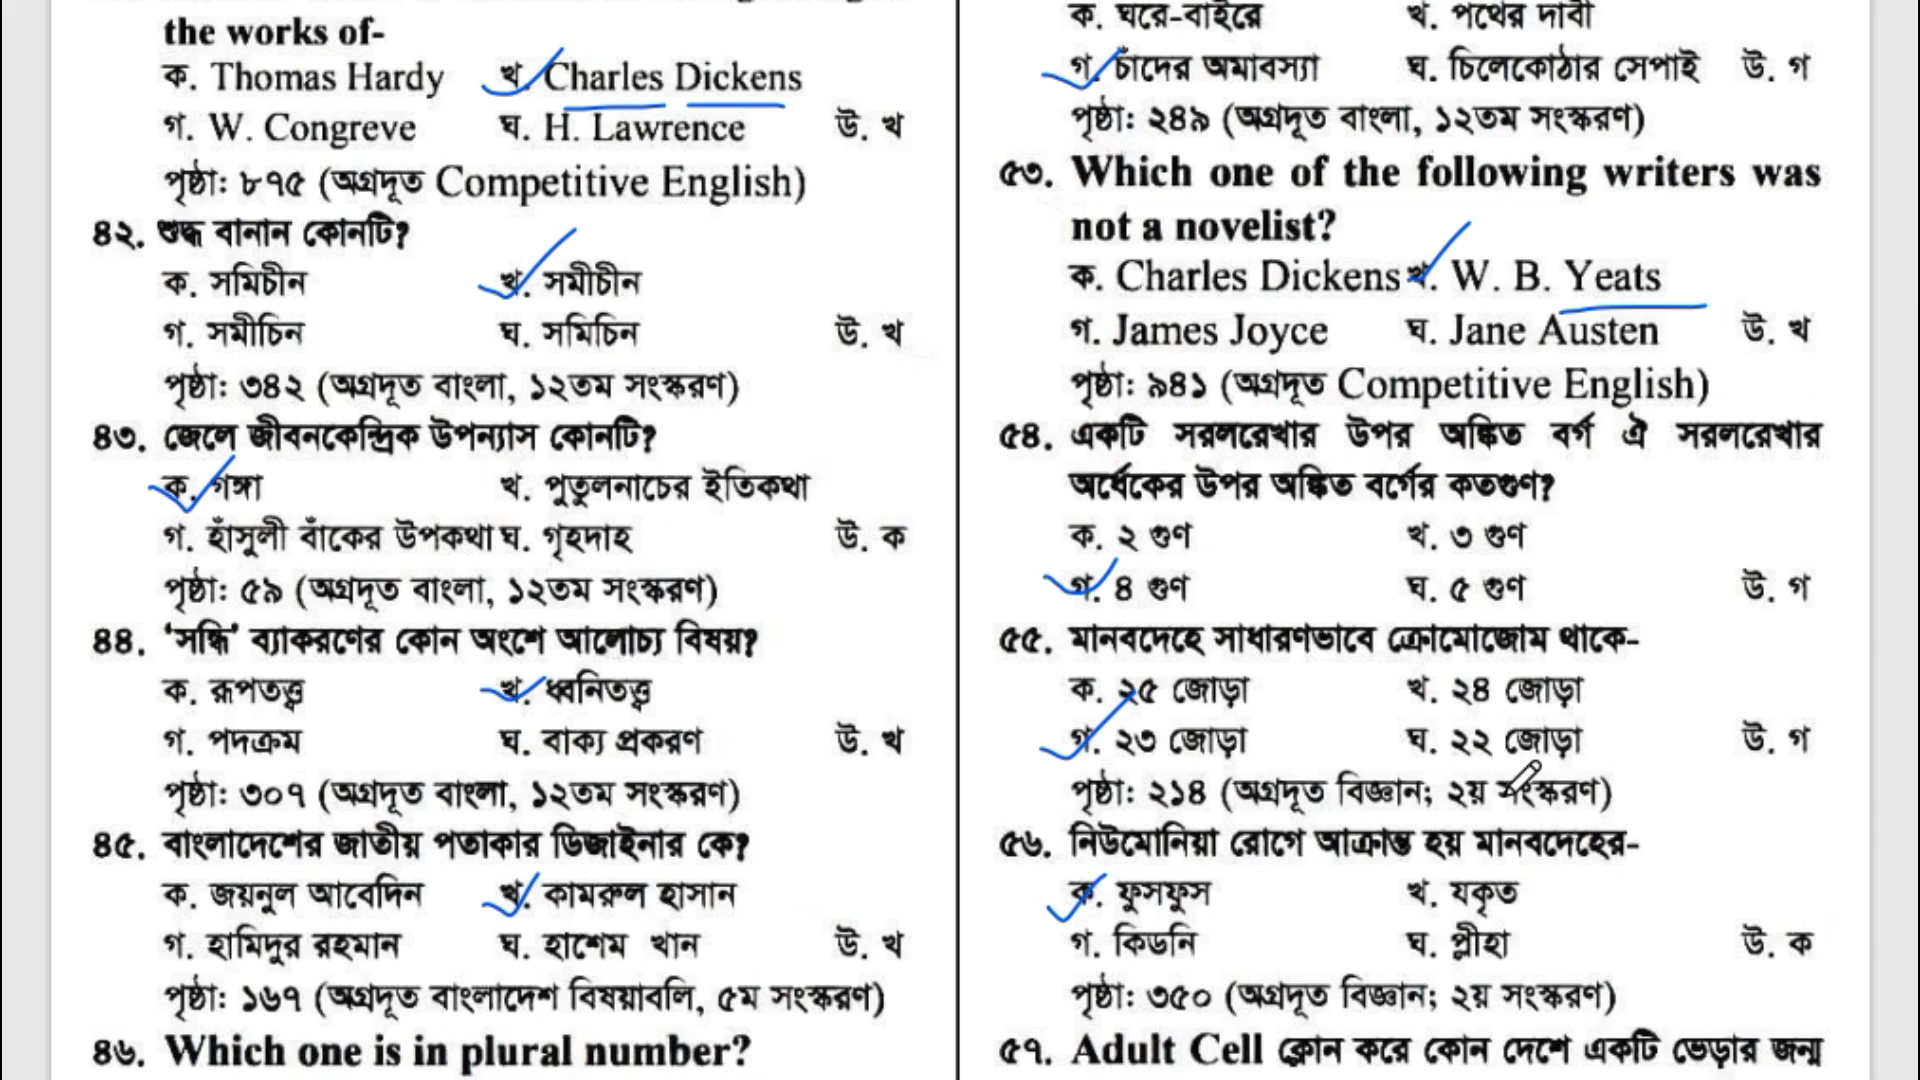 the works of-
ক. Thomas Hardy খ. Charles Dickens
গ. W. Congreve ঘ. H. Lawrence উ. খ
পৃষ্ঠা: ৮৭৫ (অগ্রদূত Competitive English)
৪২. শুদ্ধ বানান কোনটি?
ক. সমিচীন খ. সমীচীন
গ. সমীচিন ঘ. সমিচিন উ. খ
পৃষ্ঠা: ৩৪২ (অগ্রদূত বাংলা, ১২তম সংস্করণ)
৪৩. জেলে জীবনকেন্দ্রিক উপন্যাস কোনটি?
ক. গঙ্গা খ. পুতুলনাচের ইতিকথা
গ. হাঁসুলী বাঁকের উপকথা ঘ. গৃহদাহ উ. ক
পৃষ্ঠা: ৫৯ (অগ্রদূত বাংলা, ১২তম সংস্করণ)
৪৪. ‘সন্ধি’ ব্যাকরণের কোন অংশে আলোচ্য বিষয়?
ক. রূপতত্ত্ব খ. ধ্বনিতত্ত্ব
গ. পদক্রম ঘ. বাক্য প্রকরণ উ. খ
পৃষ্ঠা: ৩০৭ (অগ্রদূত বাংলা, ১২তম সংস্করণ)
৪৫. বাংলাদেশের জাতীয় পতাকার ডিজাইনার কে?
ক. জয়নুল আবেদিন খ. কামরুল হাসান
গ. হামিদুর রহমান ঘ. হাশেম খান উ. খ
পৃষ্ঠা: ১৬৭ (অগ্রদূত বাংলাদেশ বিষয়াবলি, ৫ম সংস্করণ)
৪৬. Which one is in plural number?
ক. ঘরে-বাইরে খ. পথের দাবী
গ. চাঁদের অমাবস্যা ঘ. চিলেকোঠার সেপাই উ. গ
পৃষ্ঠা: ২৪৯ (অগ্রদূত বাংলা, ১২তম সংস্করণ)
৫৩. Which one of the following writers was
not a novelist?
ক. Charles Dickens খ. W. B. Yeats
গ. James Joyce ঘ. Jane Austen উ. খ
পৃষ্ঠা: ৯৪১ (অগ্রদূত Competitive English)
৫৪. একটি সরলরেখার উপর অঙ্কিত বর্গ ঐ সরলরেখার
অর্ধেকের উপর অঙ্কিত বর্গের কতগুণ?
ক. ২ গুণ খ. ৩ গুণ
গ. ৪ গুণ ঘ. ৫ গুণ উ. গ
৫৫. মানবদেহে সাধারণভাবে ক্রোমোজোম থাকে-
ক. ২৫ জোড়া খ. ২৪ জোড়া
গ. ২৩ জোড়া ঘ. ২২ জোড়া উ. গ
পৃষ্ঠা: ২১৪ (অগ্রদূত বিজ্ঞান; ২য় সংস্করণ)
৫৬. নিউমোনিয়া রোগে আক্রান্ত হয় মানবদেহের-
ক. ফুসফুস খ. যকৃত
গ. কিডনি ঘ. প্লীহা উ. ক
পৃষ্ঠা: ৩৫০ (অগ্রদূত বিজ্ঞান; ২য় সংস্করণ)
৫৭. Adult Cell ক্লোন করে কোন দেশে একটি ভেড়ার জন্ম